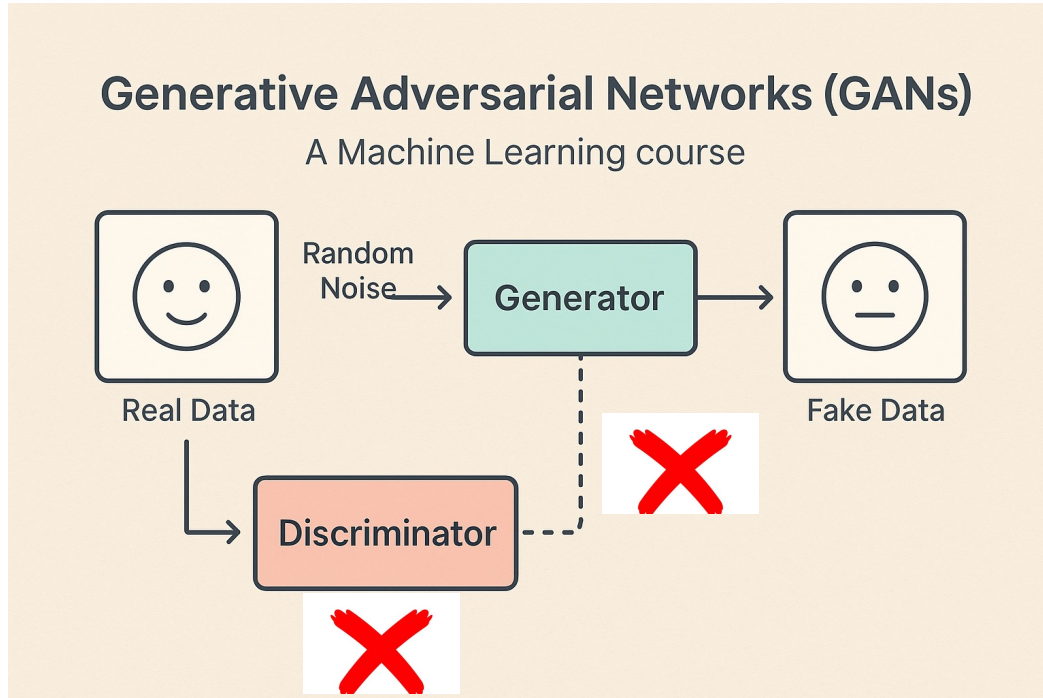 Generative Adversarial Networks (GANs)
A Machine Learning course
Random
Noise
Generator
Real Data
Fake Data
Discriminator